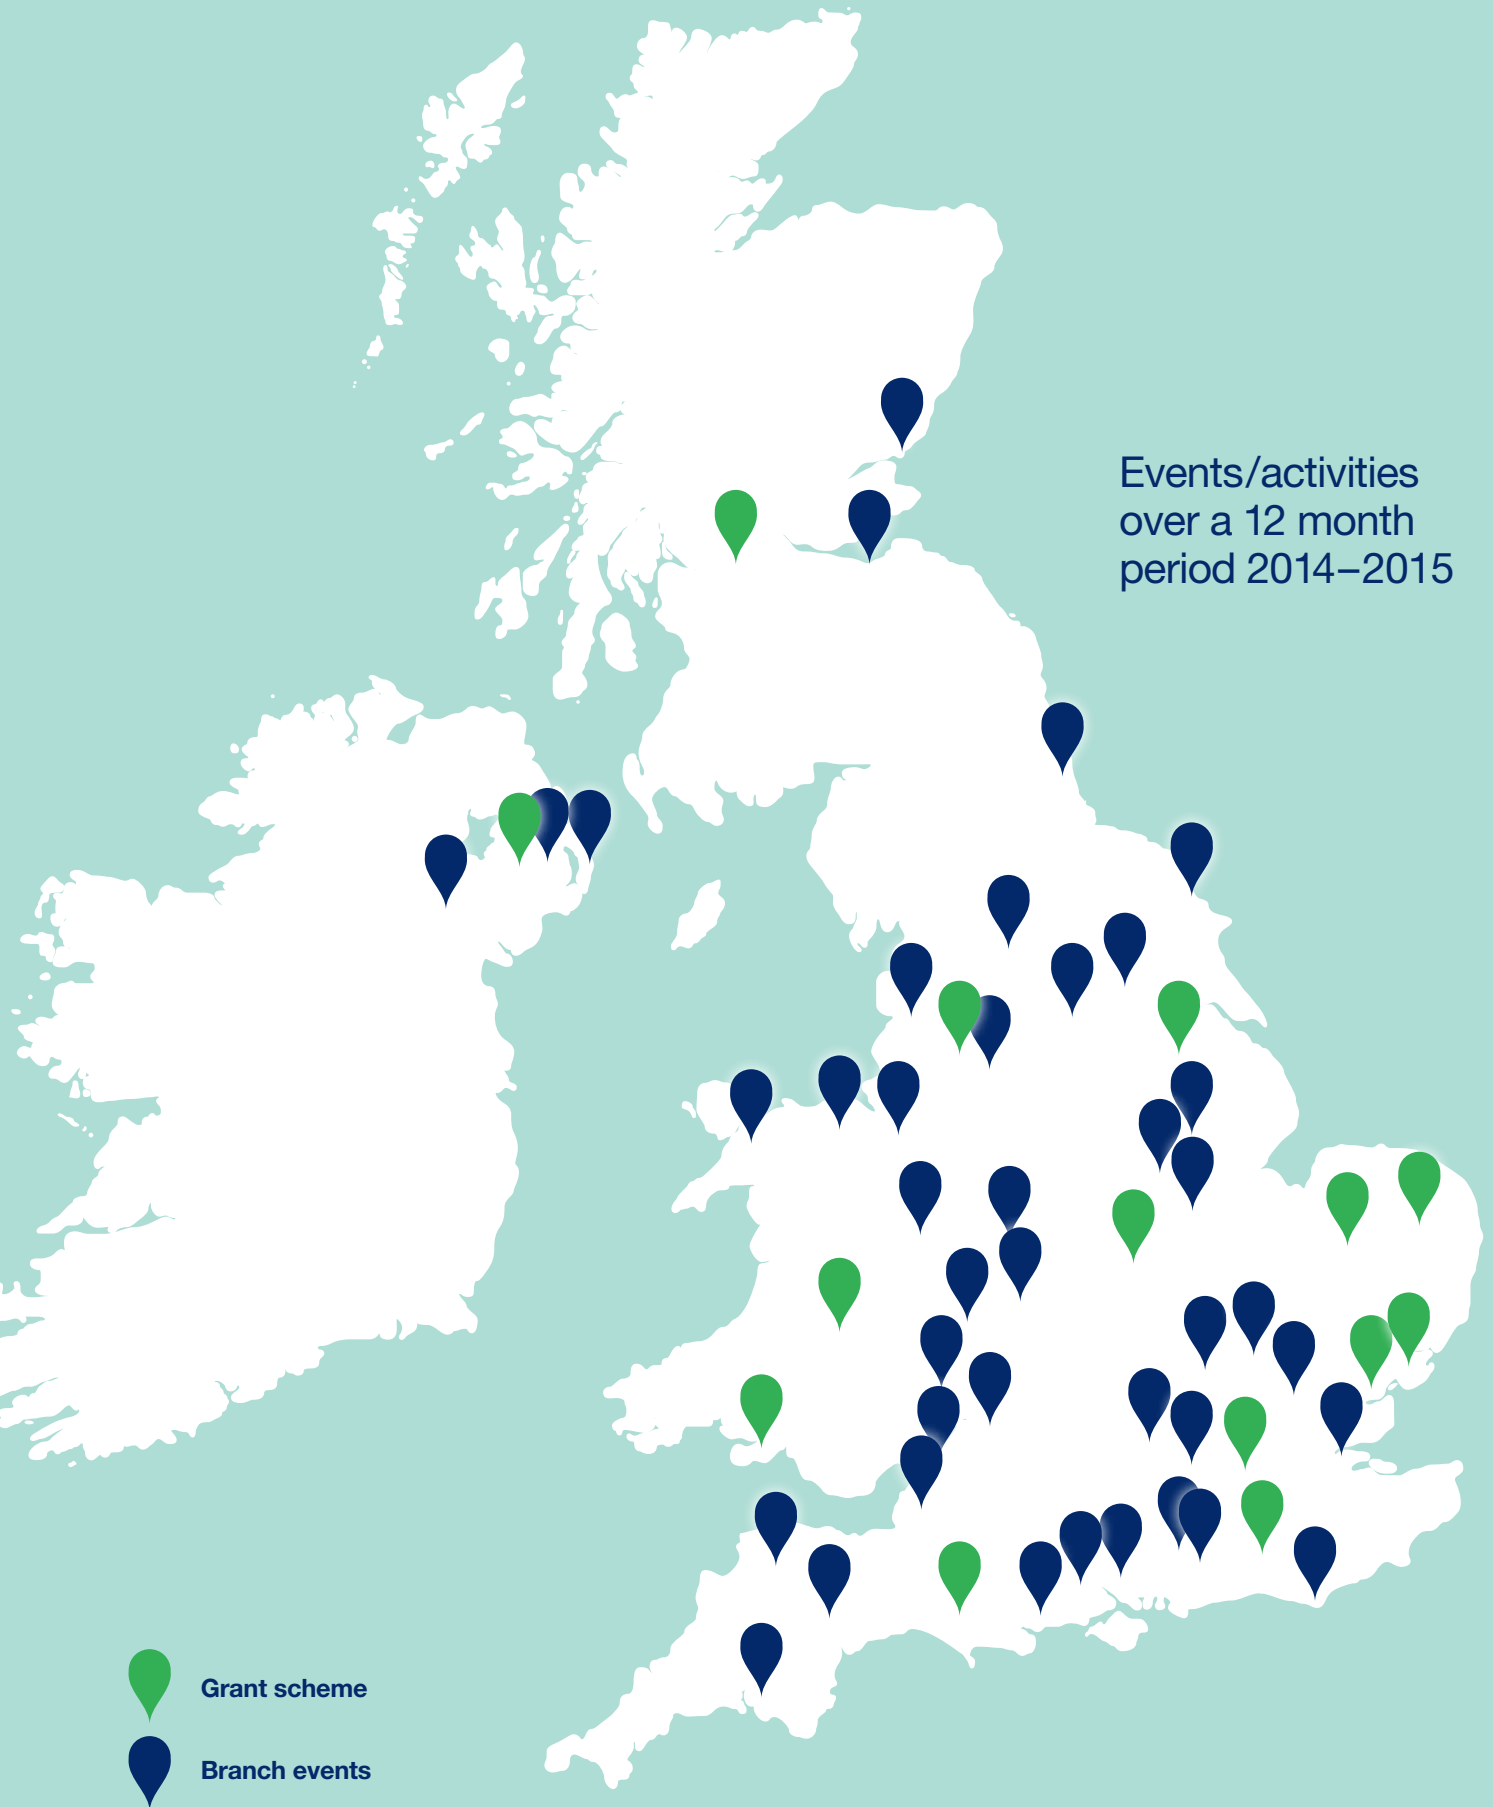 Events/activities
over a 12 month
period 2014–2015
Grant scheme
Branch events